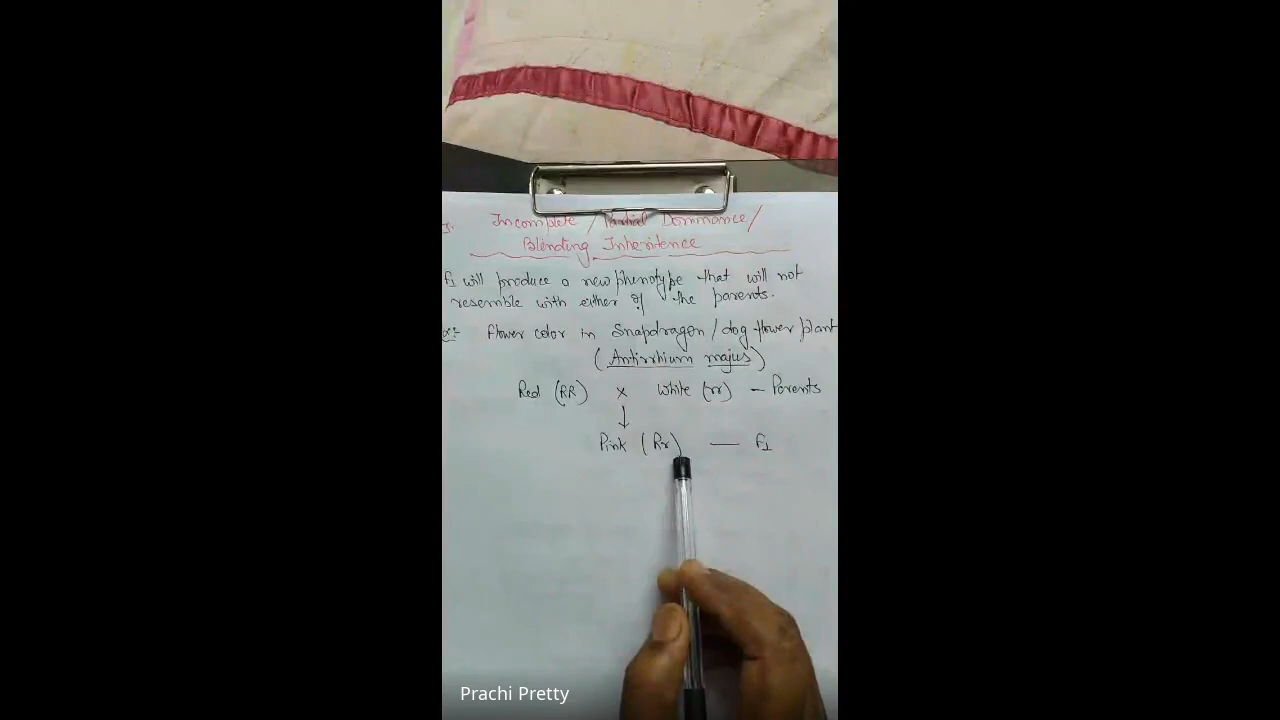 I. Incomplete / Partial Dominance /
Blending Inheritence
F1 will produce a new phenotype that will not
resemble with either of the parents.
Ex:- Flower color in Snapdragon / dog flower plant
(Antirrhium majus)
Red (RR) x White (rr) — Parents
↓
Pink (Rr) — F1
Prachi Pretty